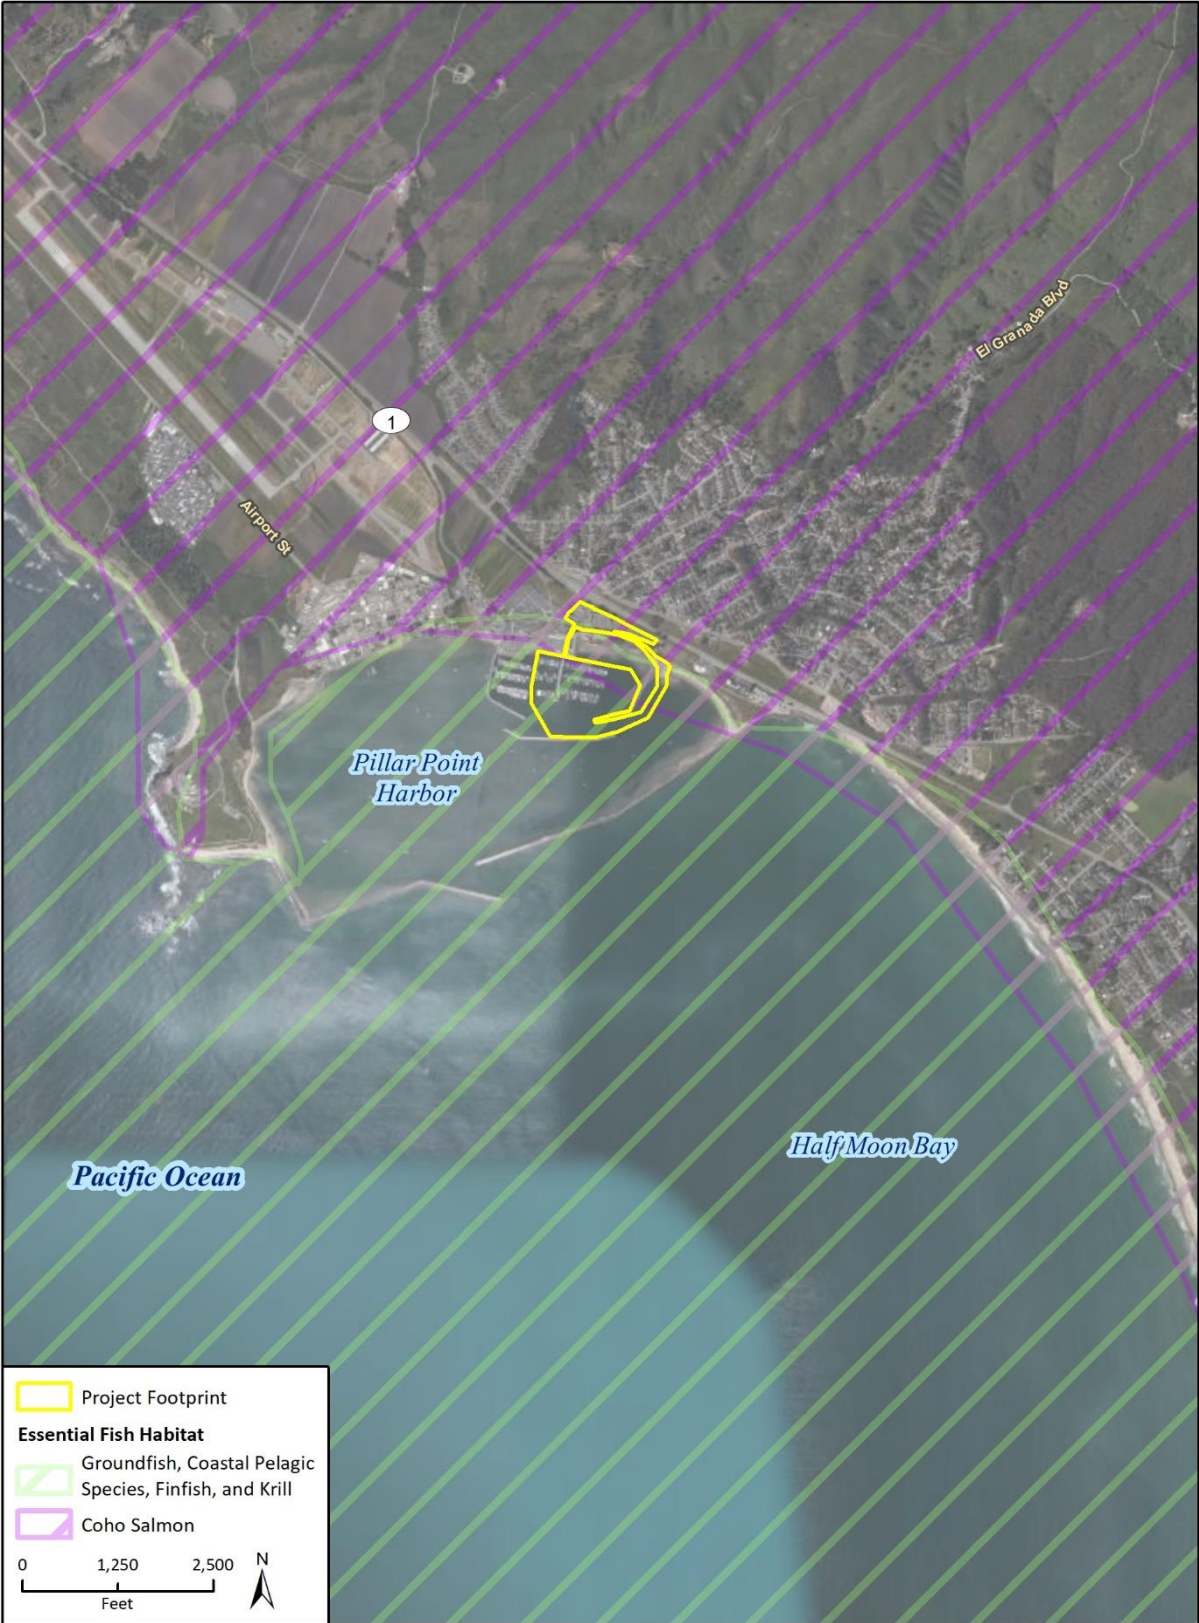 El Granada Blvd
1
Airport St
Pillar Point
Harbor
Half Moon Bay
Pacific Ocean
Project Footprint
Essential Fish Habitat
Groundfish, Coastal Pelagic
Species, Finfish, and Krill
Coho Salmon
0 1,250 2,500
Feet
N